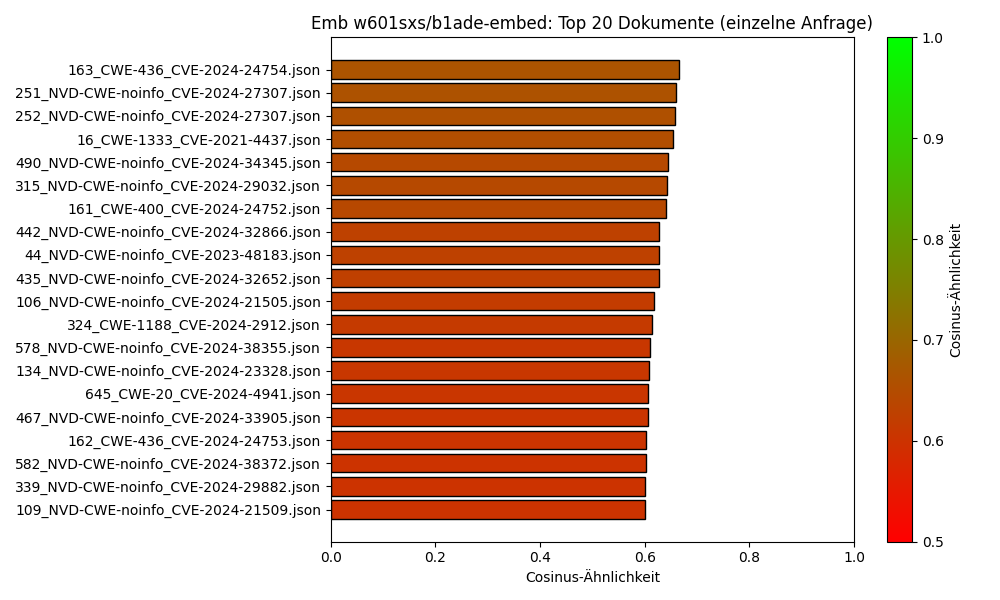 Emb w601sxs/b1ade-embed: Top 20 Dokumente (einzelne Anfrage)
163_CWE-436_CVE-2024-24754.json
251_NVD-CWE-noinfo_CVE-2024-27307.json
252_NVD-CWE-noinfo_CVE-2024-27307.json
16_CWE-1333_CVE-2021-4437.json
490_NVD-CWE-noinfo_CVE-2024-34345.json
315_NVD-CWE-noinfo_CVE-2024-29032.json
161_CWE-400_CVE-2024-24752.json
442_NVD-CWE-noinfo_CVE-2024-32866.json
44_NVD-CWE-noinfo_CVE-2023-48183.json
435_NVD-CWE-noinfo_CVE-2024-32652.json
106_NVD-CWE-noinfo_CVE-2024-21505.json
324_CWE-1188_CVE-2024-2912.json
578_NVD-CWE-noinfo_CVE-2024-38355.json
134_NVD-CWE-noinfo_CVE-2024-23328.json
645_CWE-20_CVE-2024-4941.json
467_NVD-CWE-noinfo_CVE-2024-33905.json
162_CWE-436_CVE-2024-24753.json
582_NVD-CWE-noinfo_CVE-2024-38372.json
339_NVD-CWE-noinfo_CVE-2024-29882.json
109_NVD-CWE-noinfo_CVE-2024-21509.json
0.0 0.2 0.4 0.6 0.8 1.0
Cosinus-Ähnlichkeit
1.0
0.9
0.8
0.7
0.6
0.5
Cosinus-Ähnlichkeit